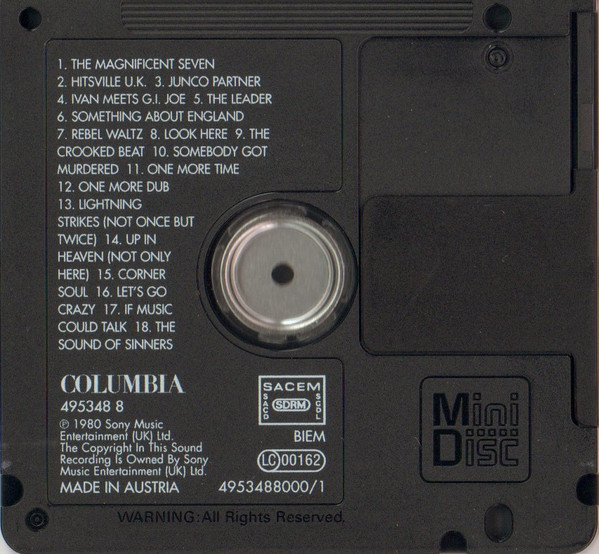 1. THE MAGNIFICENT SEVEN
2. HITSVILLE U.K. 3. JUNCO PARTNER
4. IVAN MEETS G.I. JOE 5. THE LEADER
6. SOMETHING ABOUT ENGLAND
7. REBEL WALTZ 8. LOOK HERE 9. THE
CROOKED BEAT 10. SOMEBODY GOT
MURDERED 11. ONE MORE TIME
12. ONE MORE DUB
13. LIGHTNING
STRIKES (NOT ONCE BUT
TWICE) 14. UP IN
HEAVEN (NOT ONLY
HERE) 15. CORNER
SOUL 16. LET'S GO
CRAZY 17. IF MUSIC
COULD TALK 18. THE
SOUND OF SINNERS
COLUMBIA
495348 8
℗ 1980 Sony Music
Entertainment (UK) Ltd.
The Copyright In This Sound
Recording Is Owned By Sony
Music Entertainment (UK) Ltd.
MADE IN AUSTRIA
SACEM
SACD
SDRM
SGDL
BIEM
LC 00162
4953488000/1
Mini
Disc
WARNING: All Rights Reserved.